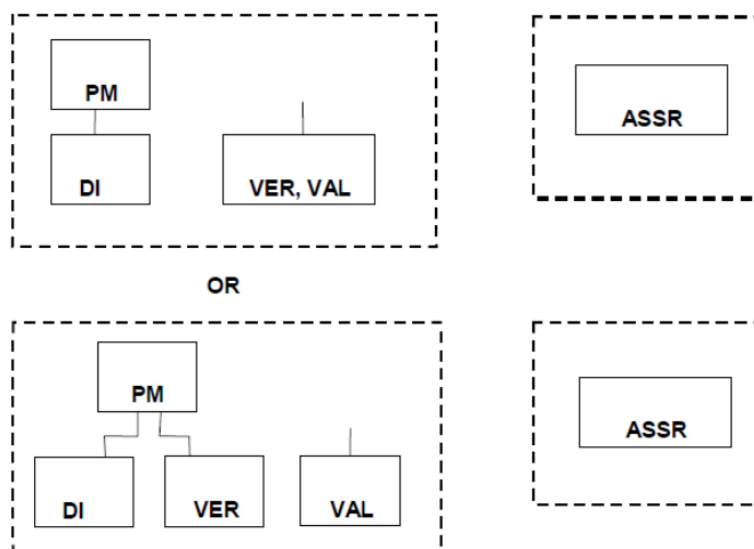 PM
ASSR
DI
VER, VAL
OR
PM
ASSR
DI
VER
VAL